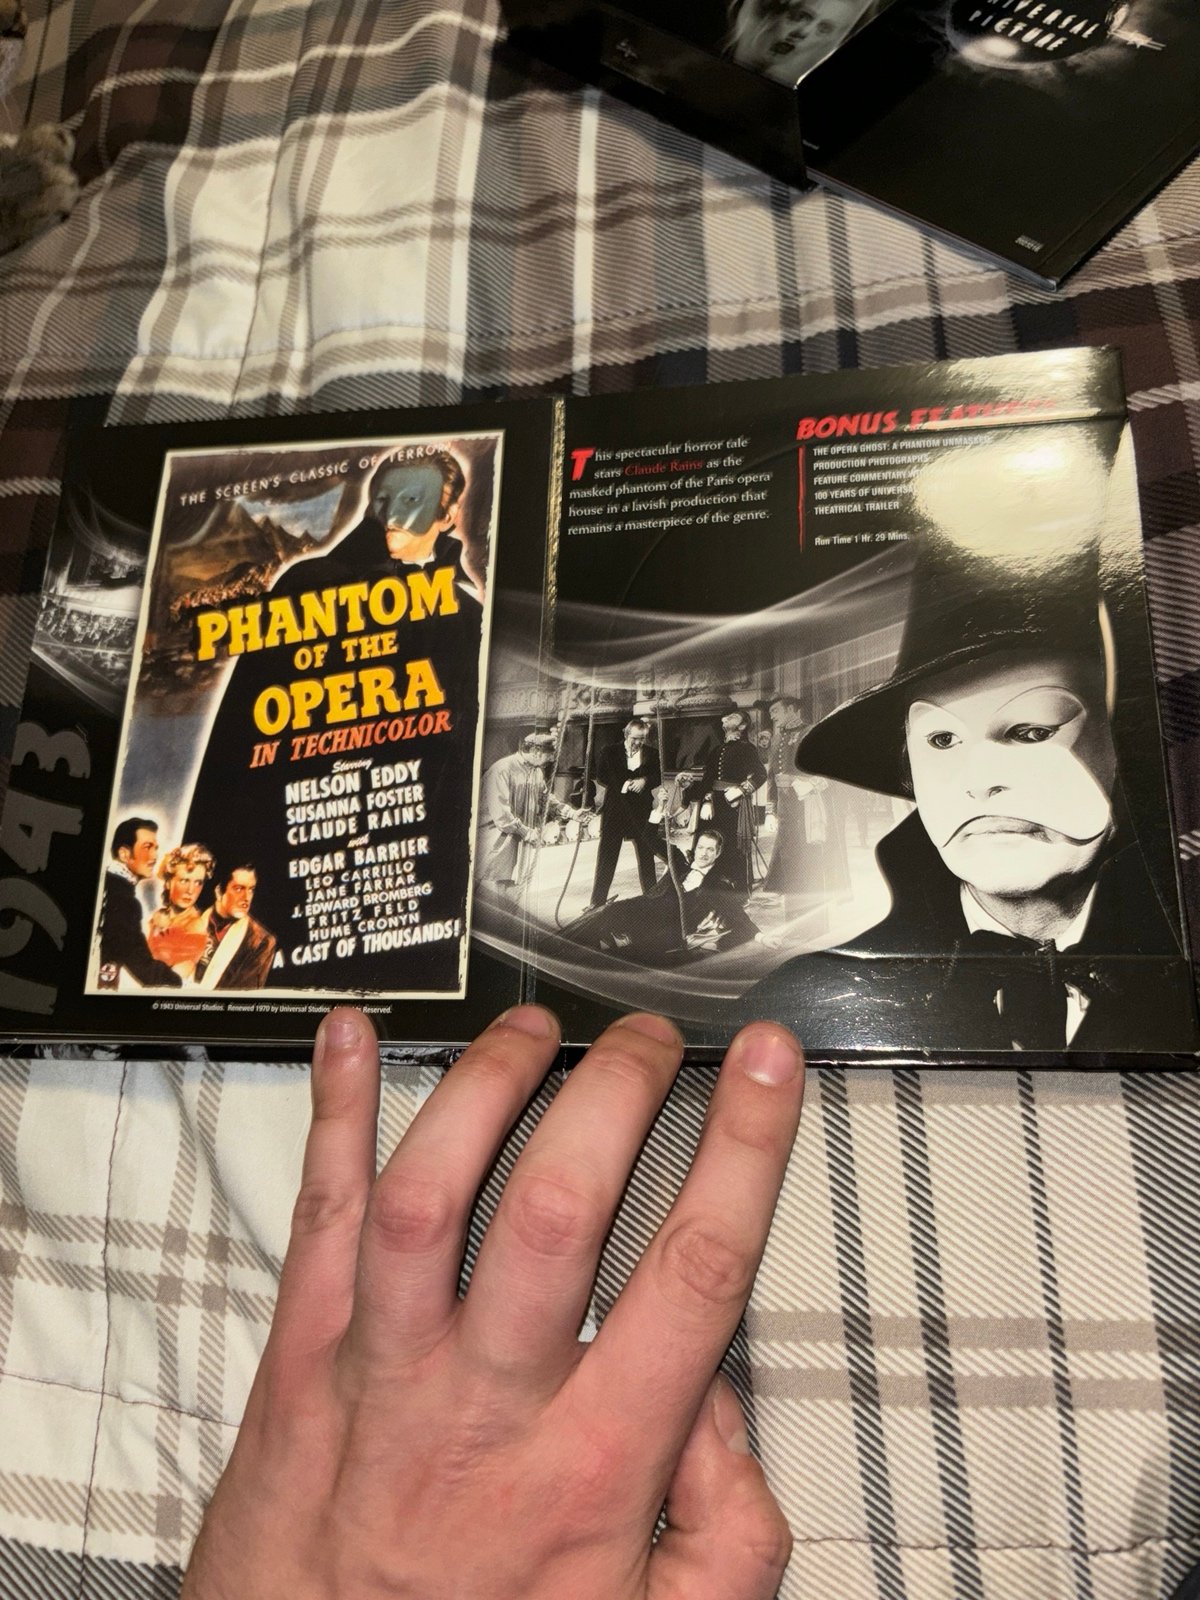 UNIVERSAL
PICTURE
THE SCREEN'S CLASSIC OF TERROR!
PHANTOM
OF THE
OPERA
IN TECHNICOLOR
Starring
NELSON EDDY
SUSANNA FOSTER
CLAUDE RAINS
with
EDGAR BARRIER
LEO CARRILLO
JANE FARRAR
J. EDWARD BROMBERG
FRITZ FELD
HUME CRONYN
A CAST OF THOUSANDS!
1943
© 1943 Universal Studios. Renewed 1970 by Universal Studios. All Rights Reserved.
This spectacular horror tale
stars Claude Rains as the
masked phantom of the Paris opera
house in a lavish production that
remains a masterpiece of the genre.
BONUS FEATURES
THE OPERA GHOST: A PHANTOM UNMASKED
PRODUCTION PHOTOGRAPHS
FEATURE COMMENTARY
100 YEARS OF UNIVERSAL
THEATRICAL TRAILER
Run Time 1 Hr. 29 Mins.